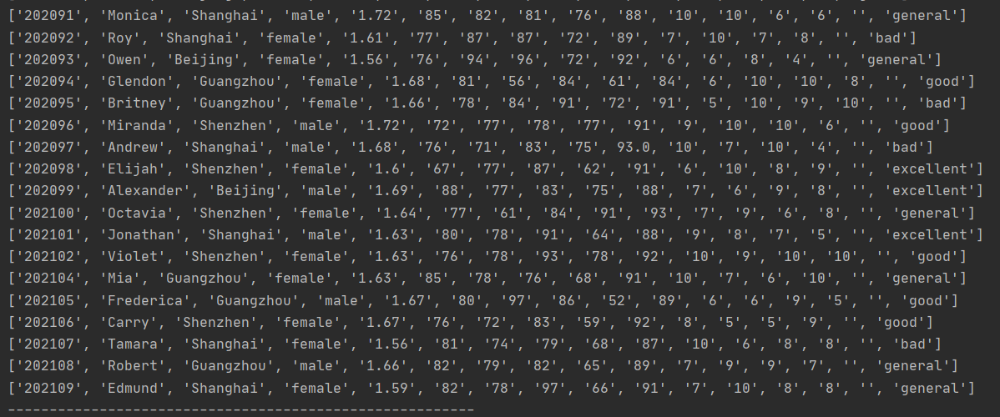 ['202091', 'Monica', 'Shanghai', 'male', '1.72', '85', '82', '81', '76', '88', '10', '10', '6', '6', '', 'general']
['202092', 'Roy', 'Shanghai', 'female', '1.61', '77', '87', '87', '72', '89', '7', '10', '7', '8', '', 'bad']
['202093', 'Owen', 'Beijing', 'female', '1.56', '76', '94', '96', '72', '92', '6', '6', '8', '4', '', 'general']
['202094', 'Glendon', 'Guangzhou', 'female', '1.68', '81', '56', '84', '61', '84', '6', '10', '10', '8', '', 'good']
['202095', 'Britney', 'Guangzhou', 'female', '1.66', '78', '84', '91', '72', '91', '5', '10', '9', '10', '', 'bad']
['202096', 'Miranda', 'Shenzhen', 'male', '1.72', '72', '77', '78', '77', '91', '9', '10', '10', '6', '', 'good']
['202097', 'Andrew', 'Shanghai', 'male', '1.68', '76', '71', '83', '75', 93.0, '10', '7', '10', '4', '', 'bad']
['202098', 'Elijah', 'Shenzhen', 'female', '1.6', '67', '77', '87', '62', '91', '6', '10', '8', '9', '', 'excellent']
['202099', 'Alexander', 'Beijing', 'male', '1.69', '88', '77', '83', '75', '88', '7', '6', '9', '8', '', 'excellent']
['202100', 'Octavia', 'Shenzhen', 'female', '1.64', '77', '61', '84', '91', '93', '7', '9', '6', '8', '', 'general']
['202101', 'Jonathan', 'Shanghai', 'male', '1.63', '80', '78', '91', '64', '88', '9', '8', '7', '5', '', 'excellent']
['202102', 'Violet', 'Shenzhen', 'female', '1.63', '76', '78', '93', '78', '92', '10', '9', '10', '10', '', 'good']
['202104', 'Mia', 'Guangzhou', 'female', '1.63', '85', '78', '76', '68', '91', '10', '7', '6', '10', '', 'general']
['202105', 'Frederica', 'Guangzhou', 'male', '1.67', '80', '97', '86', '52', '89', '6', '6', '9', '5', '', 'good']
['202106', 'Carry', 'Shenzhen', 'female', '1.67', '76', '72', '83', '59', '92', '8', '5', '5', '9', '', 'good']
['202107', 'Tamara', 'Shanghai', 'female', '1.56', '81', '74', '79', '68', '87', '10', '6', '8', '8', '', 'bad']
['202108', 'Robert', 'Guangzhou', 'male', '1.66', '82', '79', '82', '65', '89', '7', '9', '9', '7', '', 'general']
['202109', 'Edmund', 'Shanghai', 'female', '1.59', '82', '78', '97', '66', '91', '7', '10', '8', '8', '', 'general']
-------------------------------------------------------